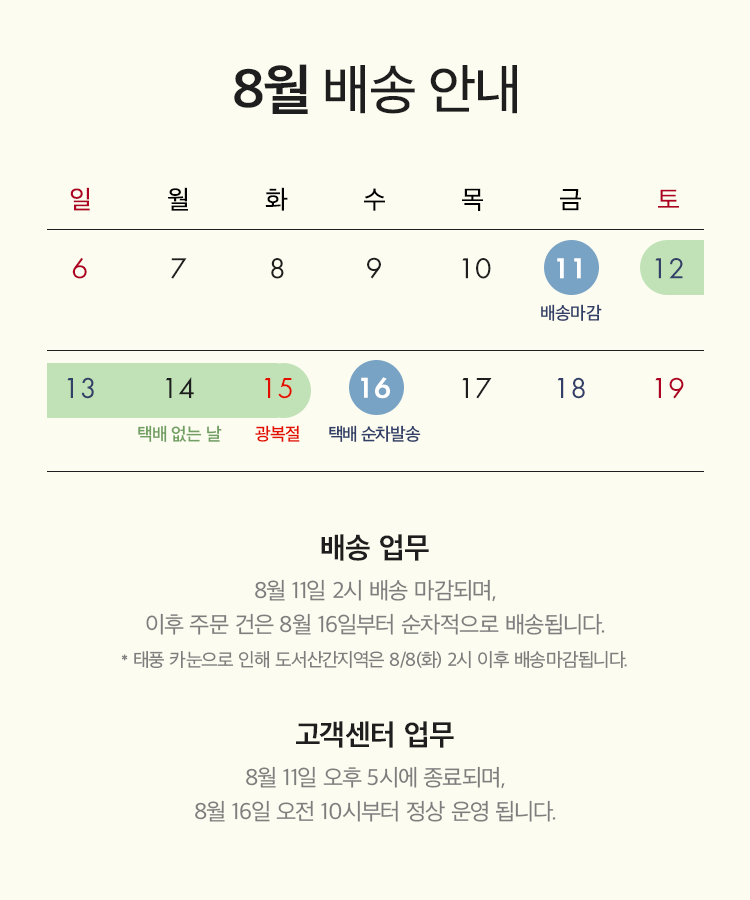 8월 배송 안내
일 월 화 수 목 금 토
6 7 8 9 10 11 12
배송마감
13 14 15 16 17 18 19
택배 없는 날 광복절 택배 순차발송
배송 업무
8월 11일 2시 배송 마감되며,
이후 주문 건은 8월 16일부터 순차적으로 배송됩니다.
* 태풍 카눈으로 인해 도서산간지역은 8/8(화) 2시 이후 배송마감됩니다.
고객센터 업무
8월 11일 오후 5시에 종료되며,
8월 16일 오전 10시부터 정상 운영 됩니다.